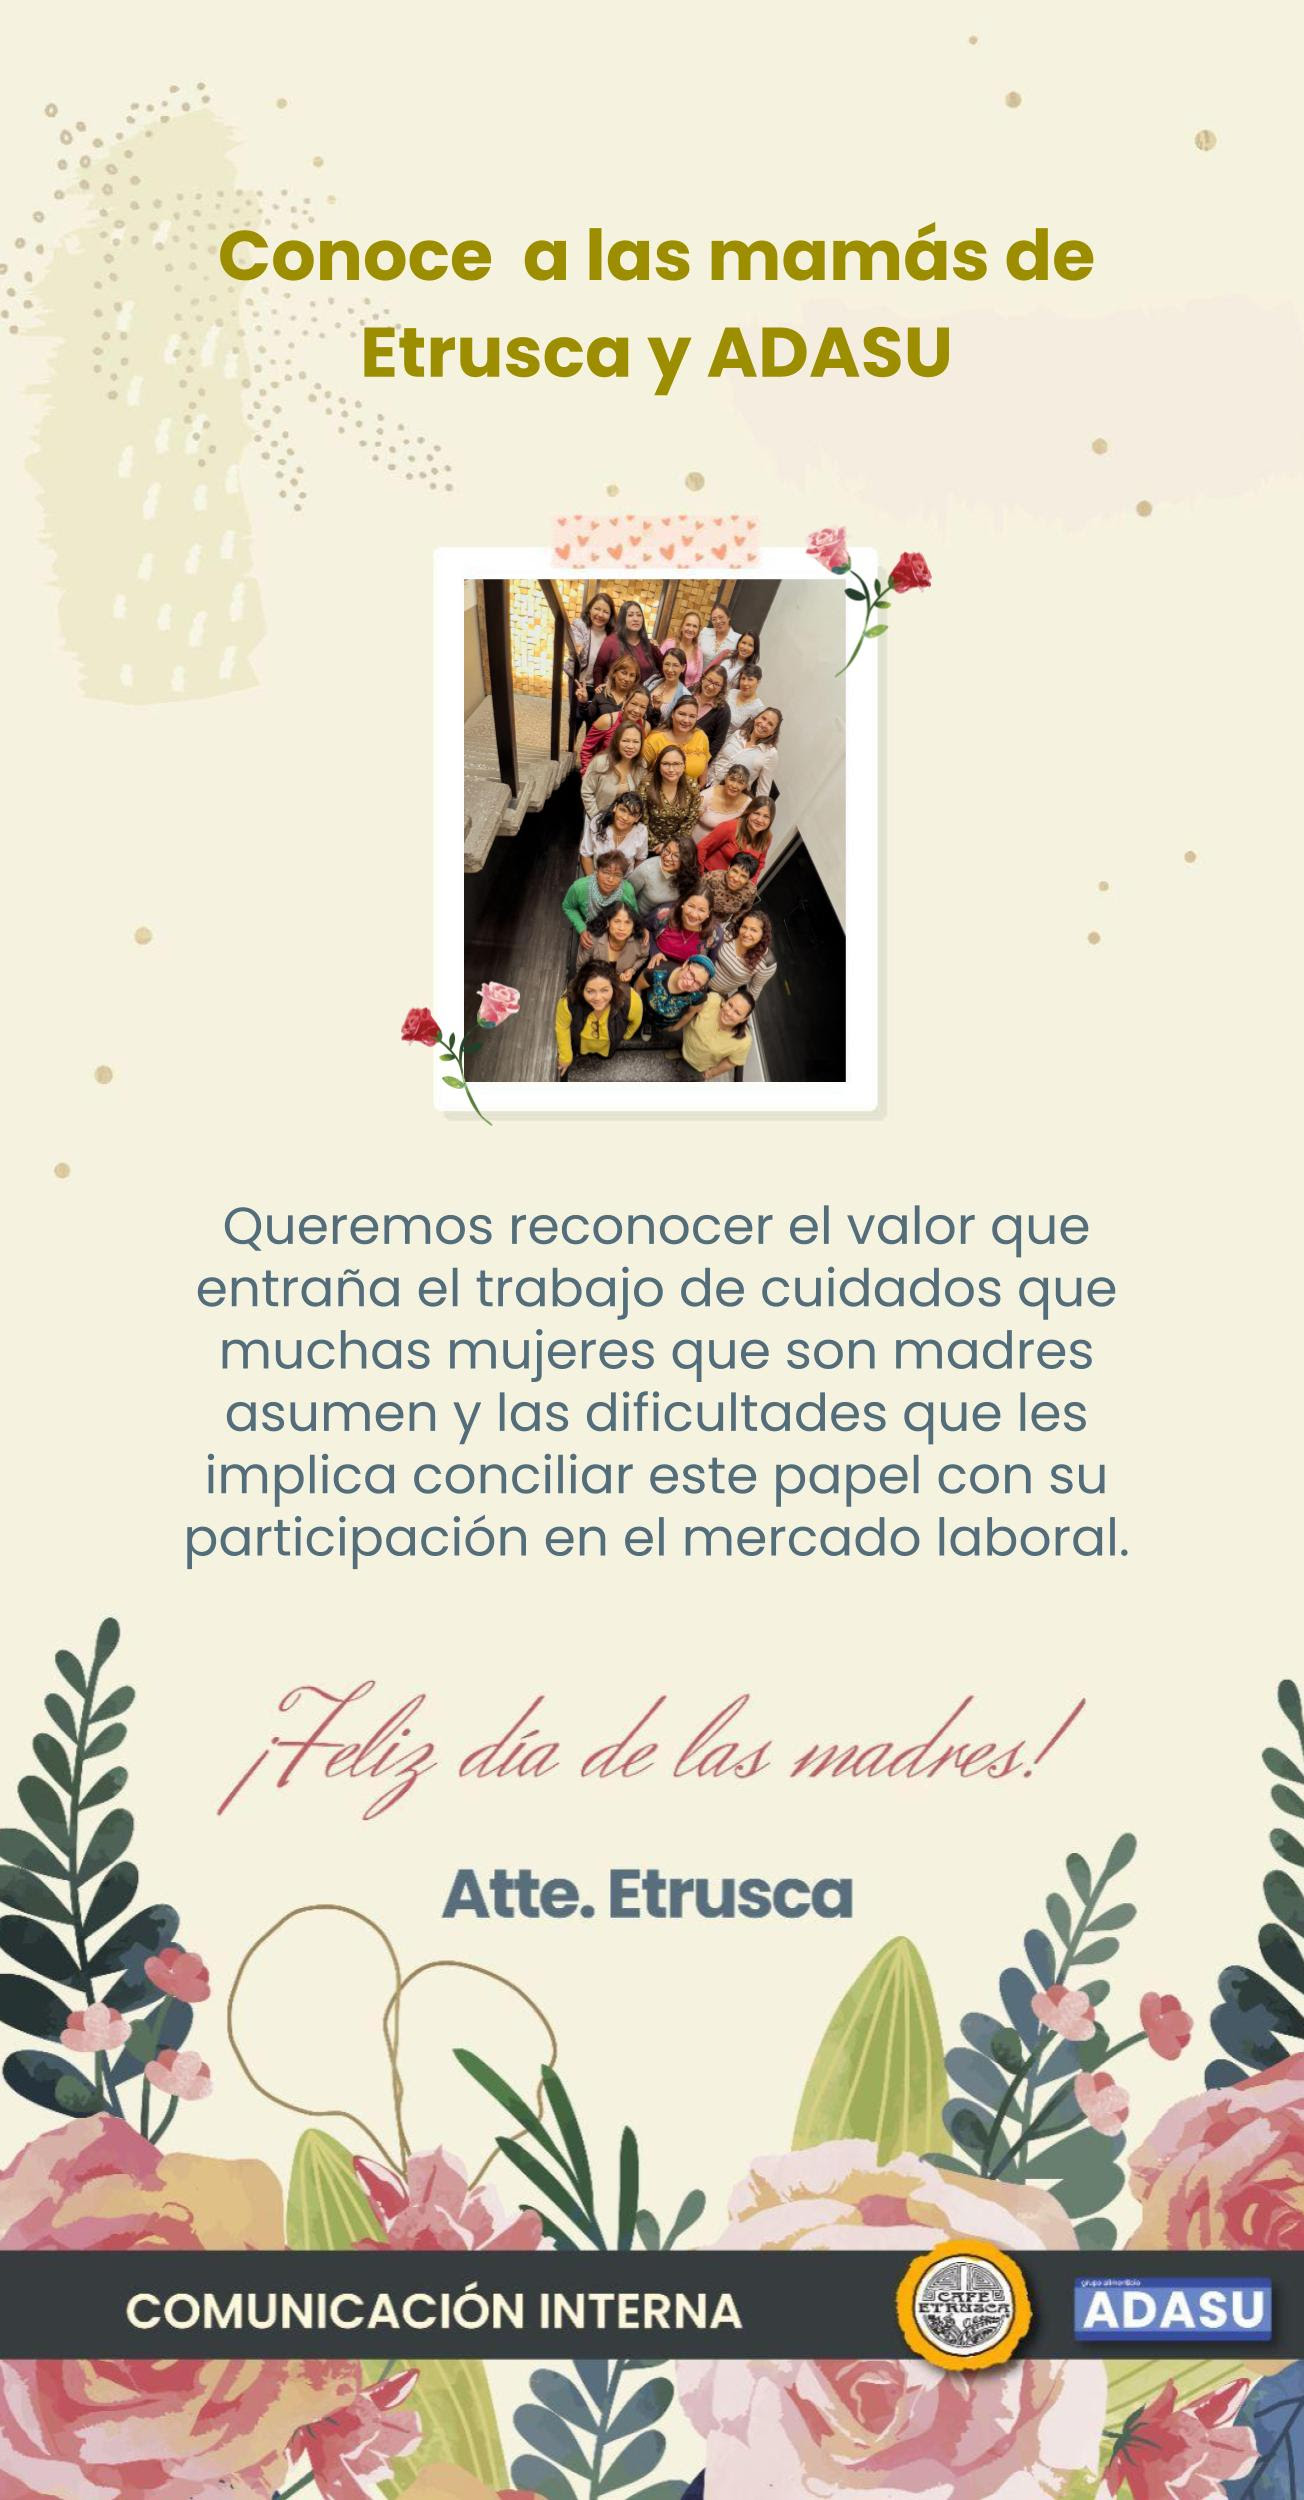 Conoce  a las mamás de
Etrusca y ADASU
Queremos reconocer el valor que
entraña el trabajo de cuidados que
muchas mujeres que son madres
asumen y las dificultades que les
implica conciliar este papel con su
participación en el mercado laboral.
¡Feliz día de las madres!
Atte. Etrusca
COMUNICACIÓN INTERNA
CAFE
ETRUSCA
grupo alimenticio
ADASU